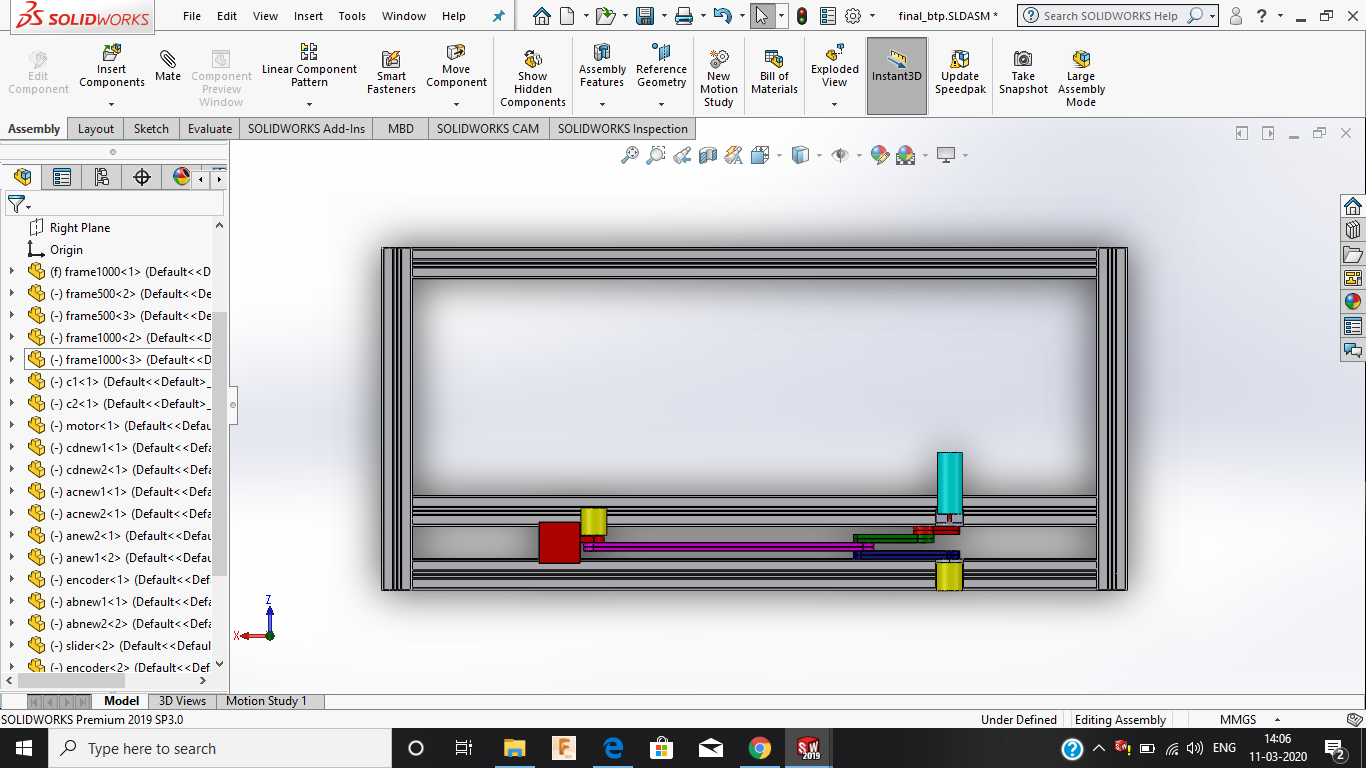 SOLIDWORKS
File Edit View Insert Tools Window Help
final_btp.SLDASM *
Search SOLIDWORKS Help
Edit Component
Insert Components
Mate
Component Preview Window
Linear Component Pattern
Smart Fasteners
Move Component
Show Hidden Components
Assembly Features
Reference Geometry
New Motion Study
Bill of Materials
Exploded View
Instant3D
Update Speedpak
Take Snapshot
Large Assembly Mode
Assembly Layout Sketch Evaluate SOLIDWORKS Add-Ins MBD SOLIDWORKS CAM SOLIDWORKS Inspection
Right Plane
Origin
(f) frame1000<1> (Default<<D
(-) frame500<2> (Default<<De
(-) frame500<3> (Default<<De
(-) frame1000<2> (Default<<D
(-) frame1000<3> (Default<<D
(-) c1<1> (Default<<Default>_
(-) c2<1> (Default<<Default>_
(-) motor<1> (Default<<Defau
(-) cdnew1<1> (Default<<Def
(-) cdnew2<1> (Default<<Def
(-) acnew1<1> (Default<<Def
(-) acnew2<1> (Default<<Def
(-) anew2<1> (Default<<Defa
(-) anew1<2> (Default<<Defa
(-) encoder<1> (Default<<Def
(-) abnew1<1> (Default<<Def
(-) abnew2<2> (Default<<Def
(-) slider<2> (Default<<Defaul
(-) encoder<2> (Default<<Def
Z
X
Model 3D Views Motion Study 1
SOLIDWORKS Premium 2019 SP3.0
Under Defined Editing Assembly MMGS
Type here to search
SW 2019
ENG
14:06
11-03-2020
2